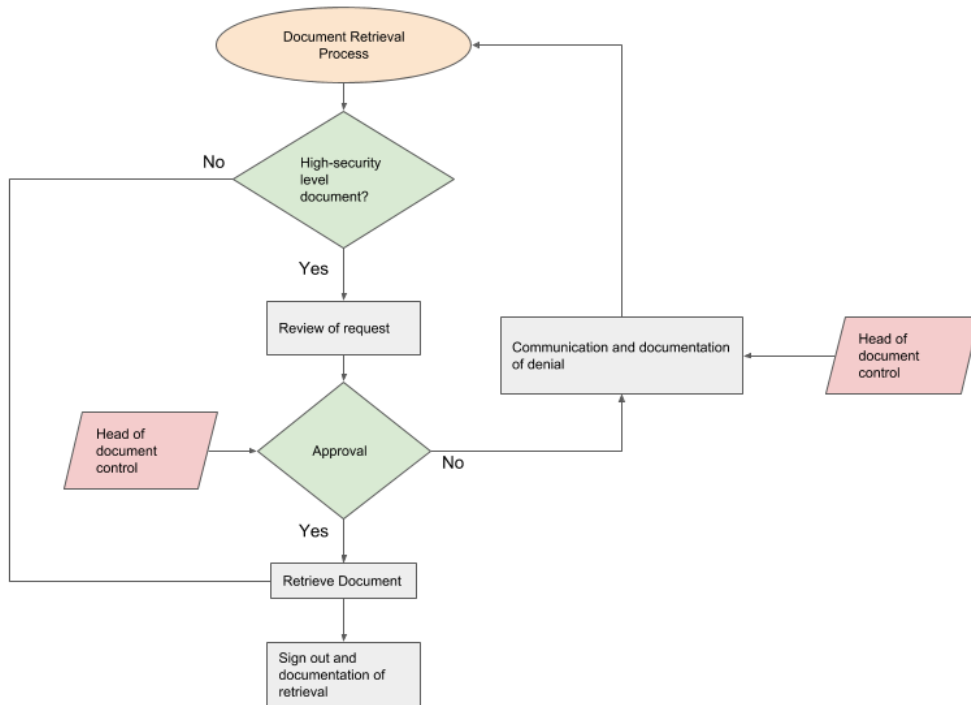 Document Retrieval
Process
No
High-security
level
document?
Yes
Review of request
Communication and documentation
of denial
Head of
document
control
Head of
document
control
Approval
No
Yes
Retrieve Document
Sign out and
documentation of
retrieval